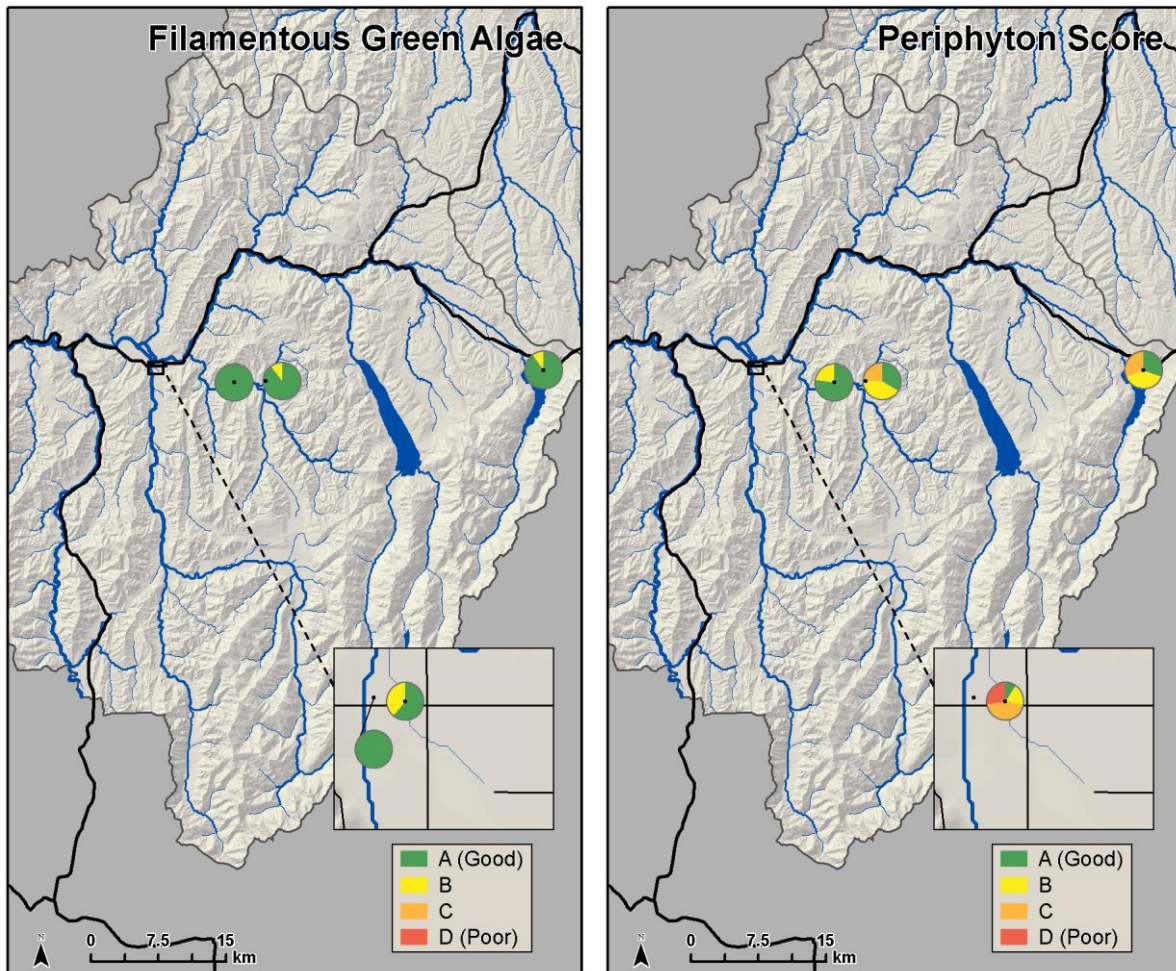 Filamentous Green Algae
A (Good)
B
C
D (Poor)
N
0 7.5 15
km
Periphyton Score
A (Good)
B
C
D (Poor)
N
0 7.5 15
km